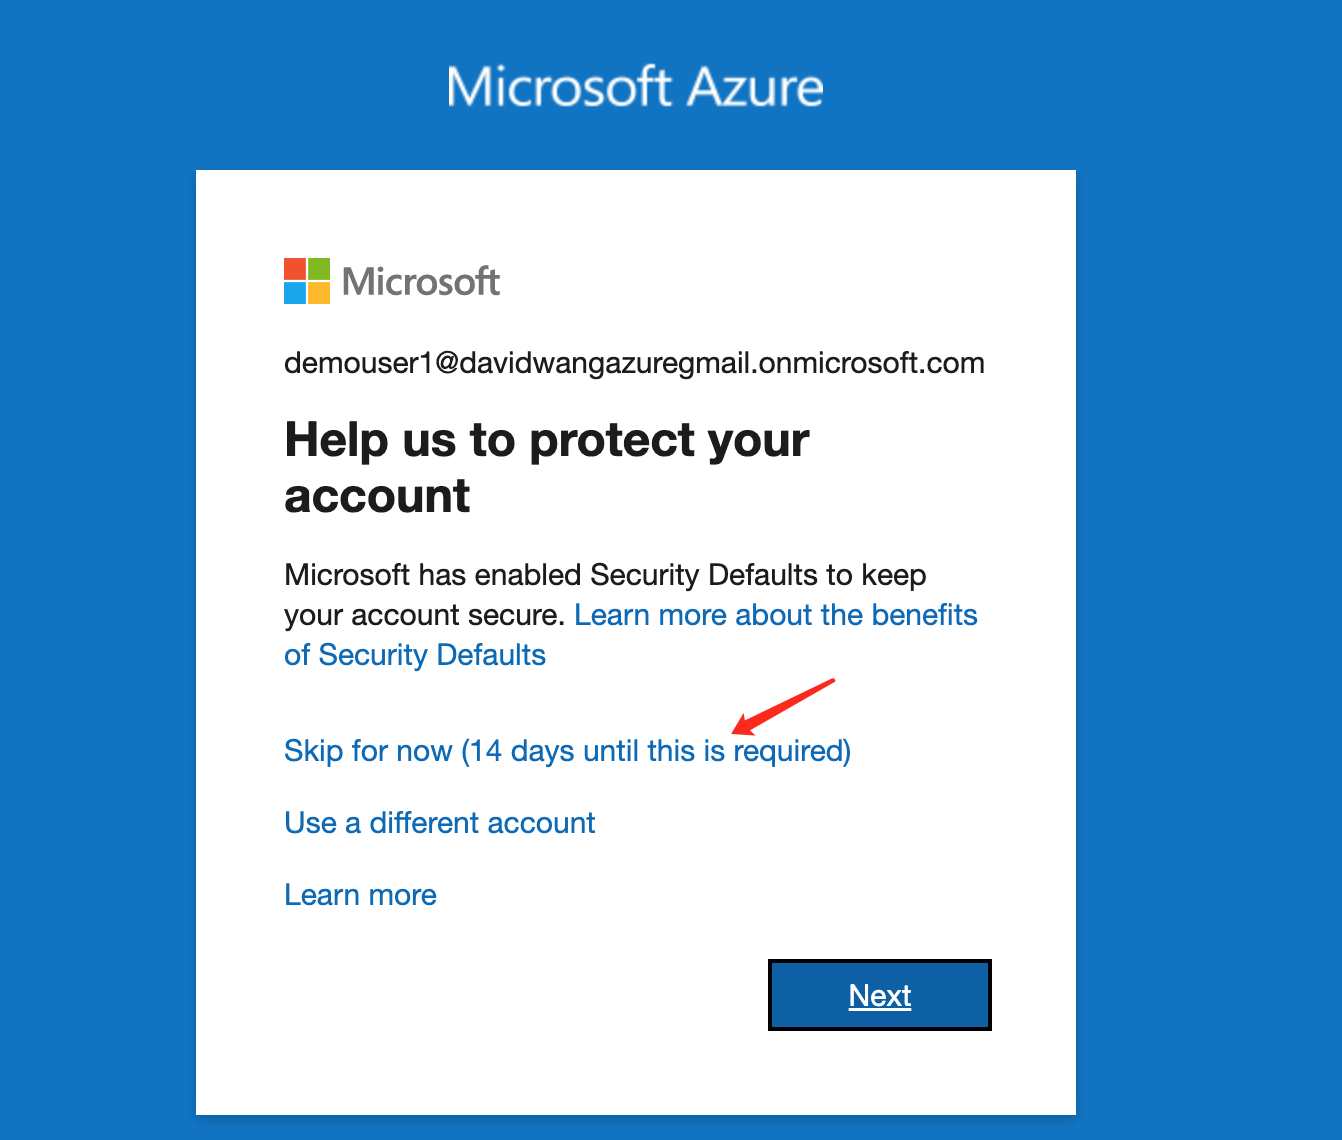 Microsoft Azure
Microsoft
demouser1@davidwangazuregmail.onmicrosoft.com
Help us to protect your
account
Microsoft has enabled Security Defaults to keep
your account secure. Learn more about the benefits
of Security Defaults
Skip for now (14 days until this is required)
Use a different account
Learn more
Next